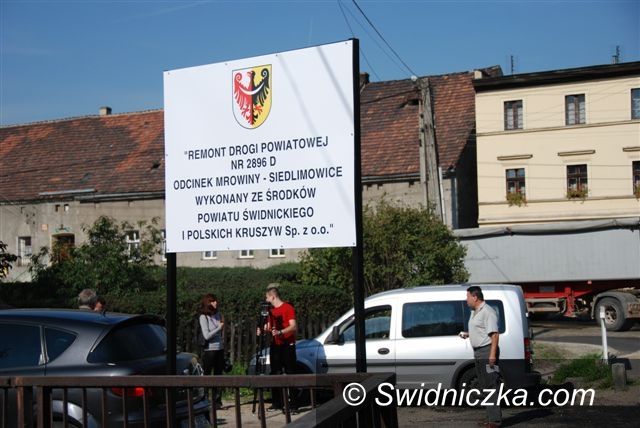 "REMONT DROGI POWIATOWEJ
NR 2896 D
ODCINEK MROWINY - SIEDLIMOWICE
WYKONANY ZE ŚRODKÓW
POWIATU ŚWIDNICKIEGO
I POLSKICH KRUSZYW Sp. z o.o."
© Swidniczka.com